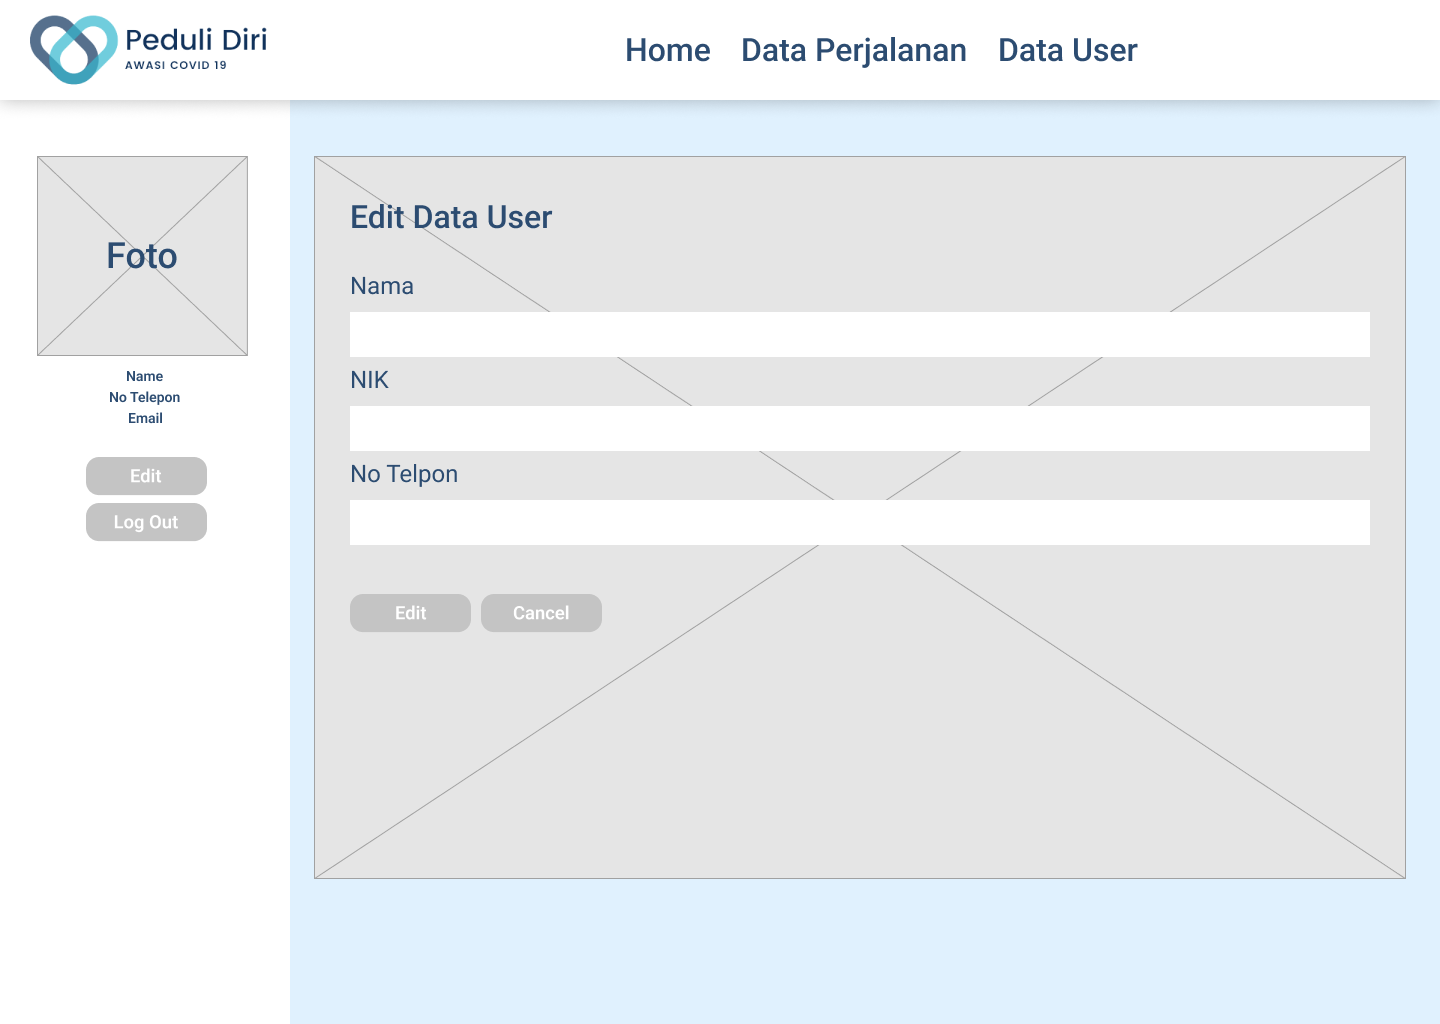 Peduli Diri
AWASI COVID 19
Home Data Perjalanan Data User
Foto
Name
No Telepon
Email
Edit
Log Out
Edit Data User
Nama
NIK
No Telpon
Edit Cancel